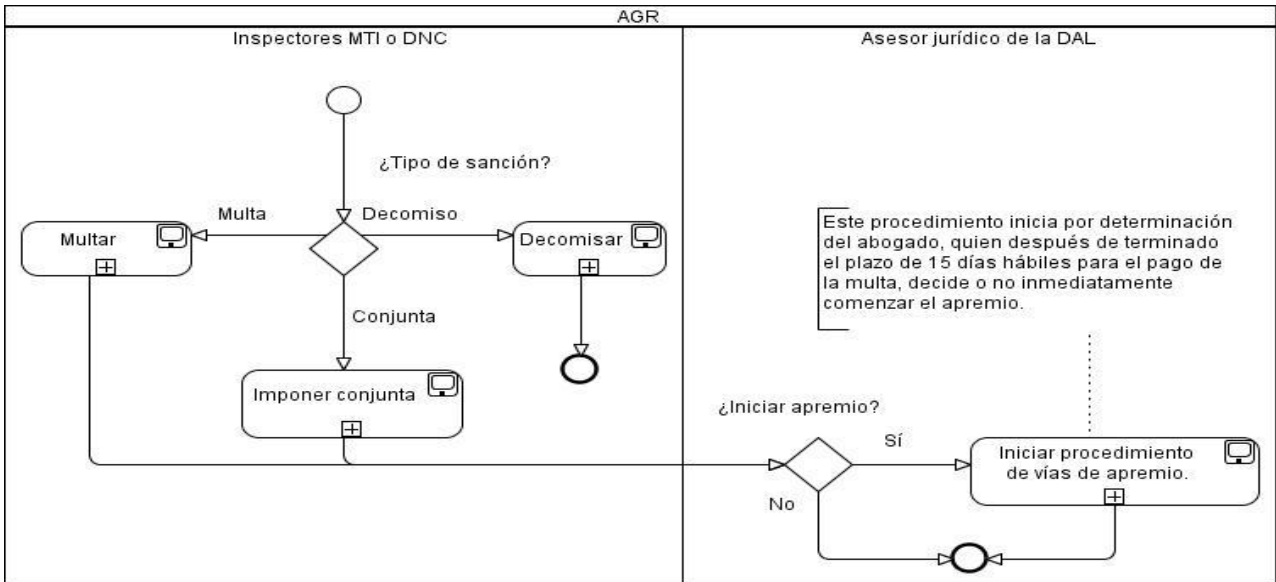 AGR
Inspectores MTI o DNC
Asesor jurídico de la DAL
¿Tipo de sanción?
Multa
Decomiso
Multar
Decomisar
Conjunta
Imponer conjunta
Este procedimiento inicia por determinación
del abogado, quien después de terminado
el plazo de 15 días hábiles para el pago de
la multa, decide o no inmediatamente
comenzar el apremio.
¿Iniciar apremio?
Sí
Iniciar procedimiento
de vías de apremio.
No